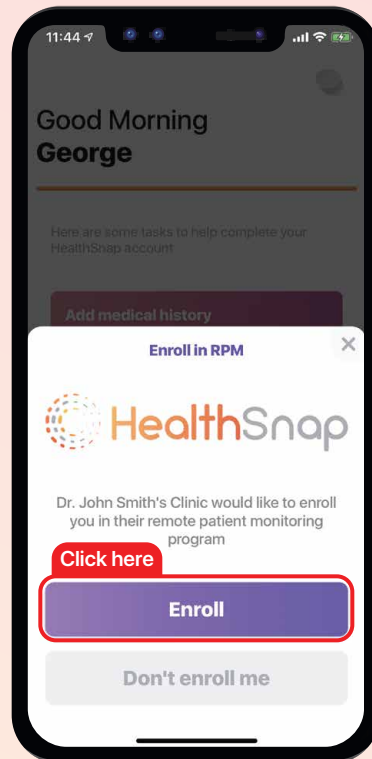 11:44
Good Morning
George
Here are some tasks to help complete your
HealthSnap account
Add medical history
Enroll in RPM
HealthSnap
Dr. John Smith's Clinic would like to enroll
you in their remote patient monitoring
program
Click here
Enroll
Don't enroll me